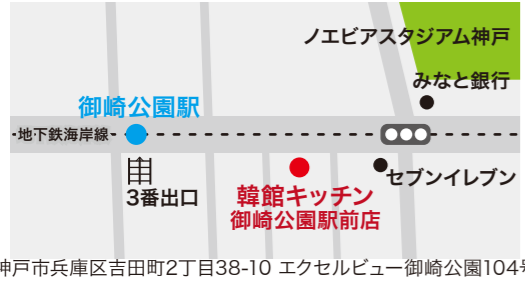 ノエビアスタジアム神戸
みなと銀行
御崎公園駅
地下鉄海岸線
セブンイレブン
3番出口
韓館キッチン
御崎公園駅前店
神戸市兵庫区吉田町2丁目38-10 エクセルビュー御崎公園104号